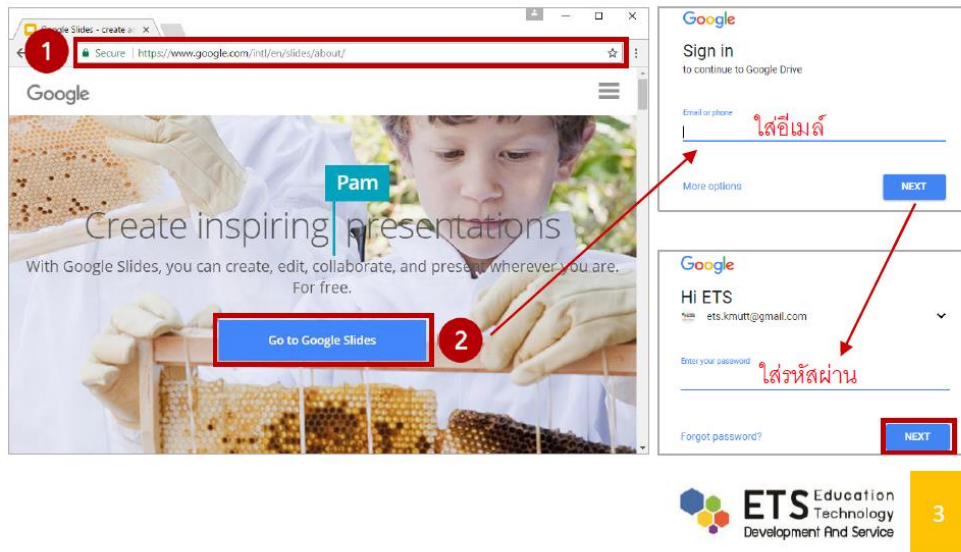 Google Slides - create a
1
Secure | https://www.google.com/intl/en/slides/about/
Google
Pam
Create inspiring presentations
With Google Slides, you can create, edit, collaborate, and present wherever you are.
For free.
Go to Google Slides
2
Google
Sign in
to continue to Google Drive
Email or phone
ใส่อีเมล์
More options
NEXT
Google
Hi ETS
ets.kmutt@gmail.com
Enter your password
ใส่รหัสผ่าน
Forgot password?
NEXT
ETS Education
Technology
Development And Service
3